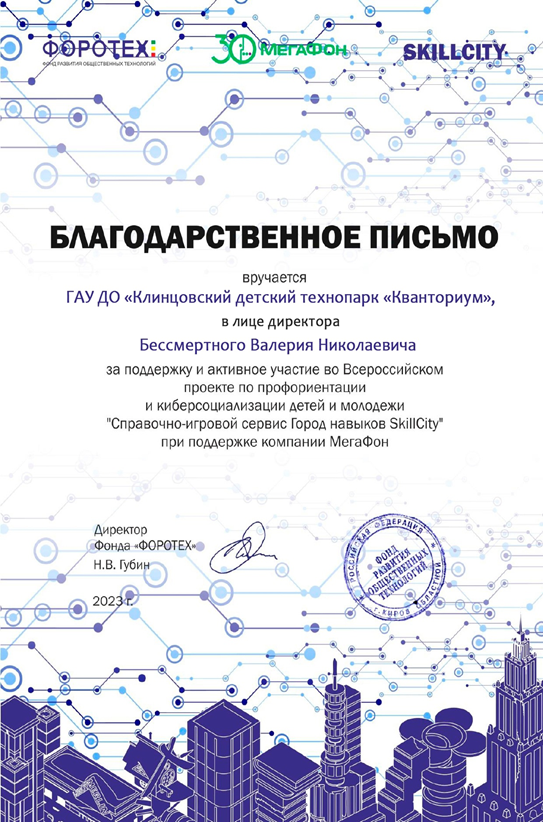 ФОРОТЕХ
ФОНД РАЗВИТИЯ ОБЩЕСТВЕННЫХ ТЕХНОЛОГИЙ
30 МЕГАФОН
SKILLCITY
БЛАГОДАРСТВЕННОЕ ПИСЬМО
вручается
ГАУ ДО «Клинцовский детский технопарк «Кванториум»,
в лице директора
Бессмертного Валерия Николаевича
за поддержку и активное участие во Всероссийском
проекте по профориентации
и киберсоциализации детей и молодежи
"Справочно-игровой сервис Город навыков SkillCity"
при поддержке компании МегаФон
Директор
Фонда «ФОРОТЕХ»
Н.В. Губин
2023 г.
РОССИЙСКАЯ ФЕДЕРАЦИЯ
ФОНД
РАЗВИТИЯ
ОБЩЕСТВЕННЫХ
ТЕХНОЛОГИЙ